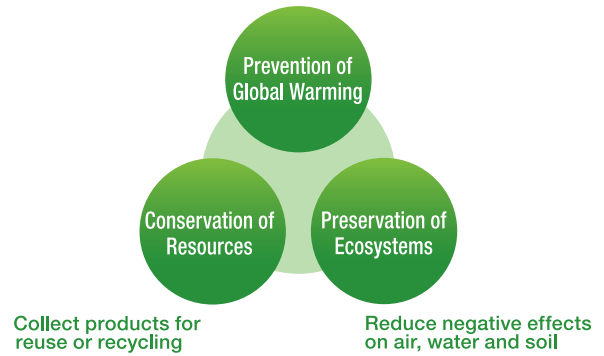 Prevention of
Global Warming
Conservation of
Resources
Preservation of
Ecosystems
Collect products for
reuse or recycling
Reduce negative effects
on air, water and soil